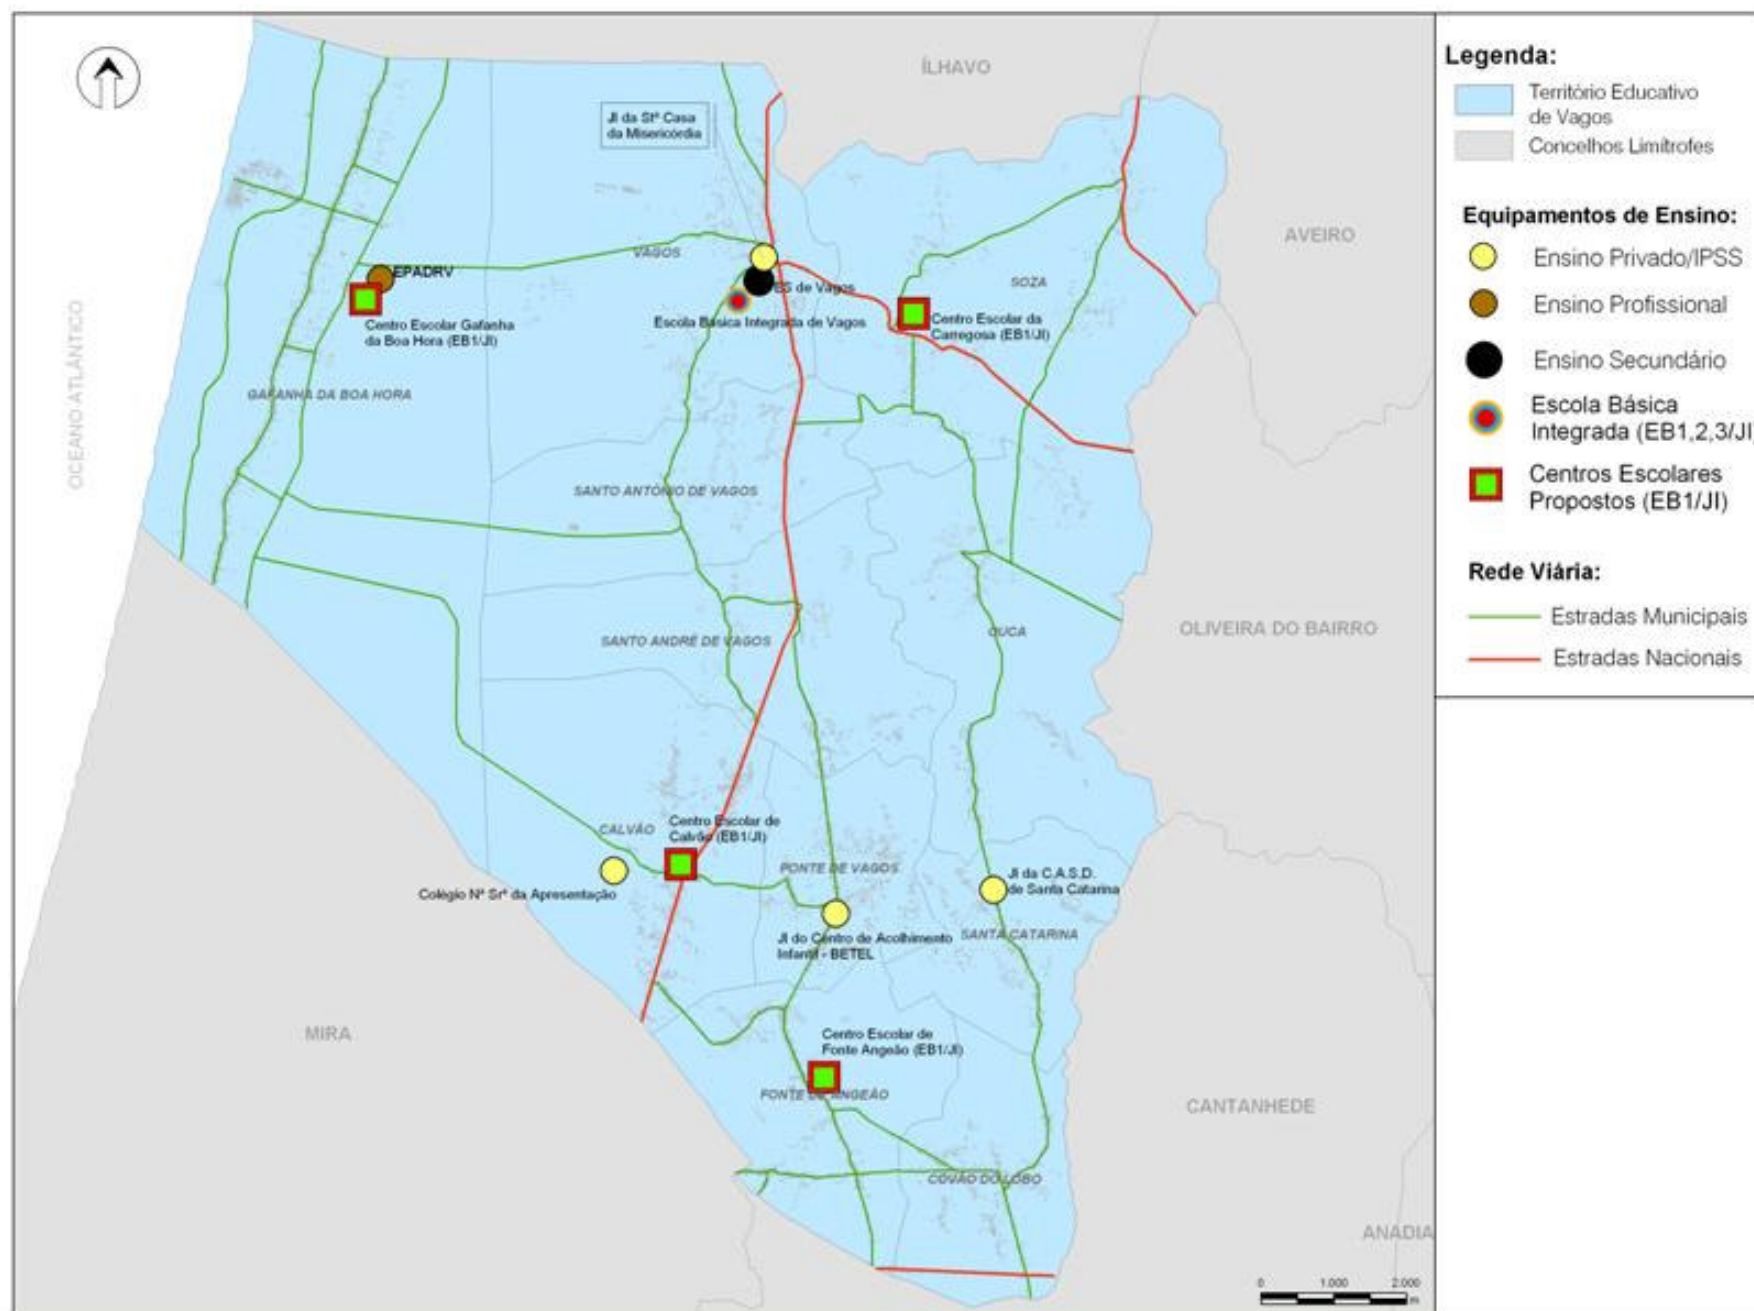 ÍLHAVO
JI da Stª Casa
da Misericórdia
AVEIRO
VAGOS
SOZA
EPADRV
ES de Vagos
Centro Escolar Gafanha
da Boa Hora (EB1/JI)
Escola Básica Integrada de Vagos
Centro Escolar da
Carregosa (EB1/JI)
OCEANO ATLÂNTICO
GAFANHA DA BOA HORA
SANTO ANTÓNIO DE VAGOS
SANTO ANDRÉ DE VAGOS
OUCA
OLIVEIRA DO BAIRRO
CALVÃO
Centro Escolar de
Calvão (EB1/JI)
PONTE DE VAGOS
JI da C.A.S.D.
de Santa Catarina
Colégio Nª Srª da Apresentação
JI do Centro de Acolhimento
Infantil - BETEL
SANTA CATARINA
MIRA
Centro Escolar de
Fonte Angeão (EB1/JI)
FONTE DE ANGEÃO
CANTANHEDE
COVÃO DO LOBO
ANADIA
0 1.000 2.000
m
Legenda:
Território Educativo
de Vagos
Concelhos Limítrofes
Equipamentos de Ensino:
Ensino Privado/IPSS
Ensino Profissional
Ensino Secundário
Escola Básica
Integrada (EB1,2,3/JI)
Centros Escolares
Propostos (EB1/JI)
Rede Viária:
Estradas Municipais
Estradas Nacionais